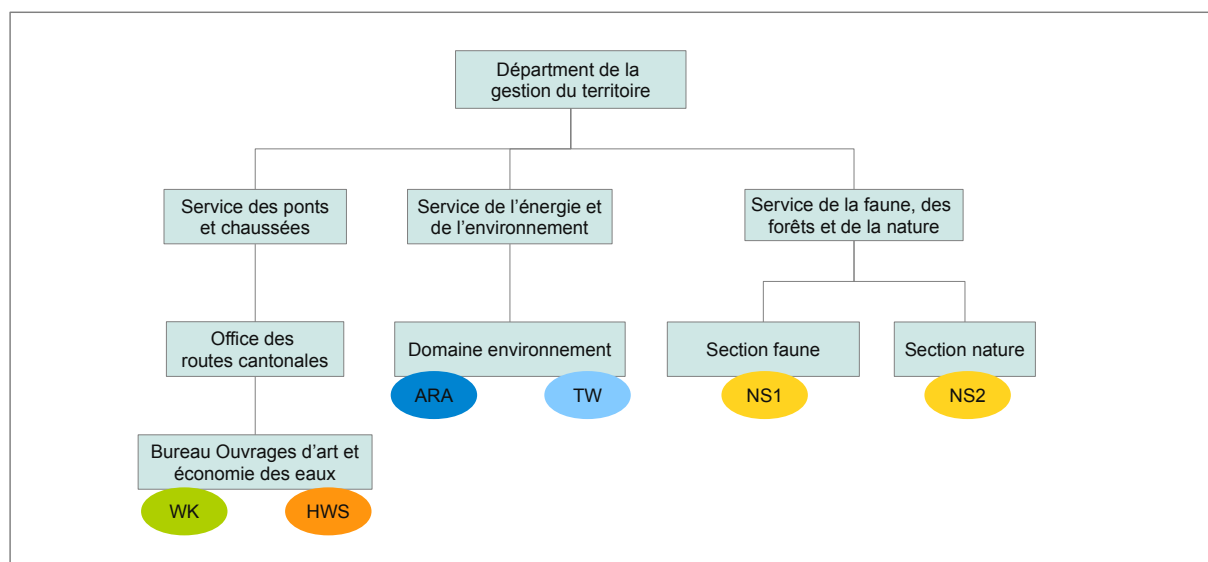 Départment de la
gestion du territoire
Service des ponts
et chaussées
Service de l’énergie et
de l’environnement
Service de la faune, des
forêts et de la nature
Office des
routes cantonales
Domaine environnement
Section faune
Section nature
ARA
TW
NS1
NS2
Bureau Ouvrages d’art et
économie des eaux
WK
HWS